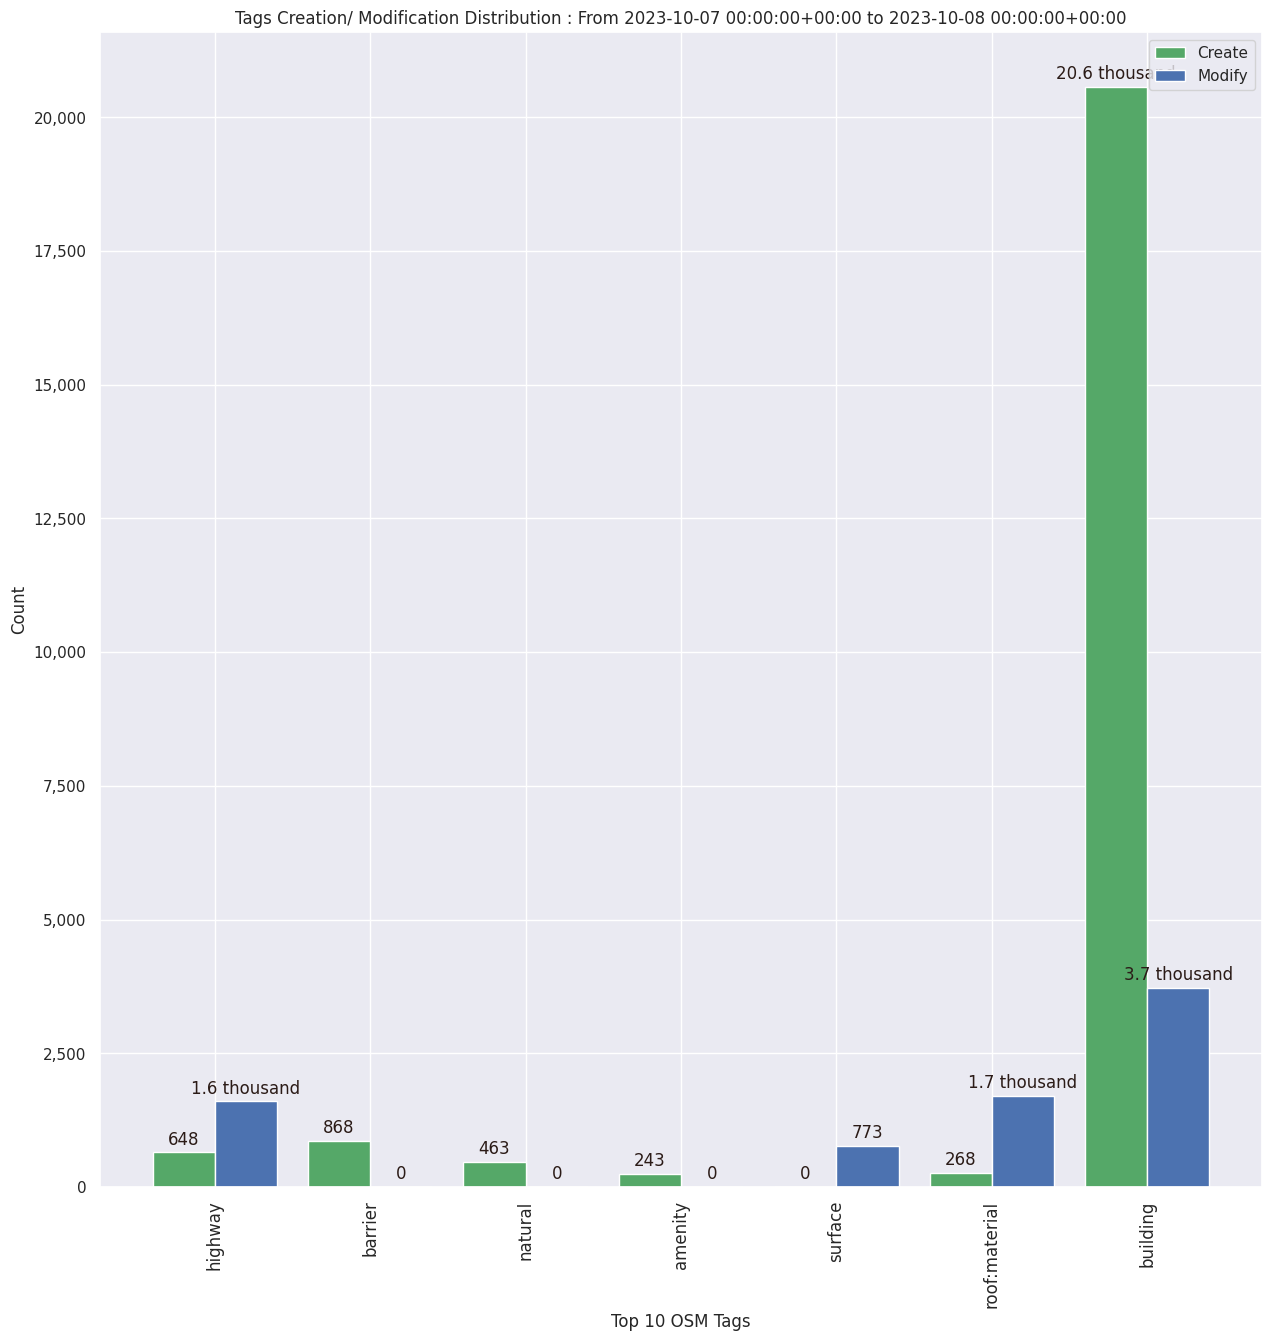 Tags Creation/ Modification Distribution : From 2023-10-07 00:00:00+00:00 to 2023-10-08 00:00:00+00:00
Create
Modify
20.6 thousand
20,000
17,500
15,000
12,500
10,000
7,500
5,000
2,500
0
Count
3.7 thousand
1.6 thousand
1.7 thousand
648
868
0
463
0
243
0
0
773
268
highway
barrier
natural
amenity
surface
roof:material
building
Top 10 OSM Tags